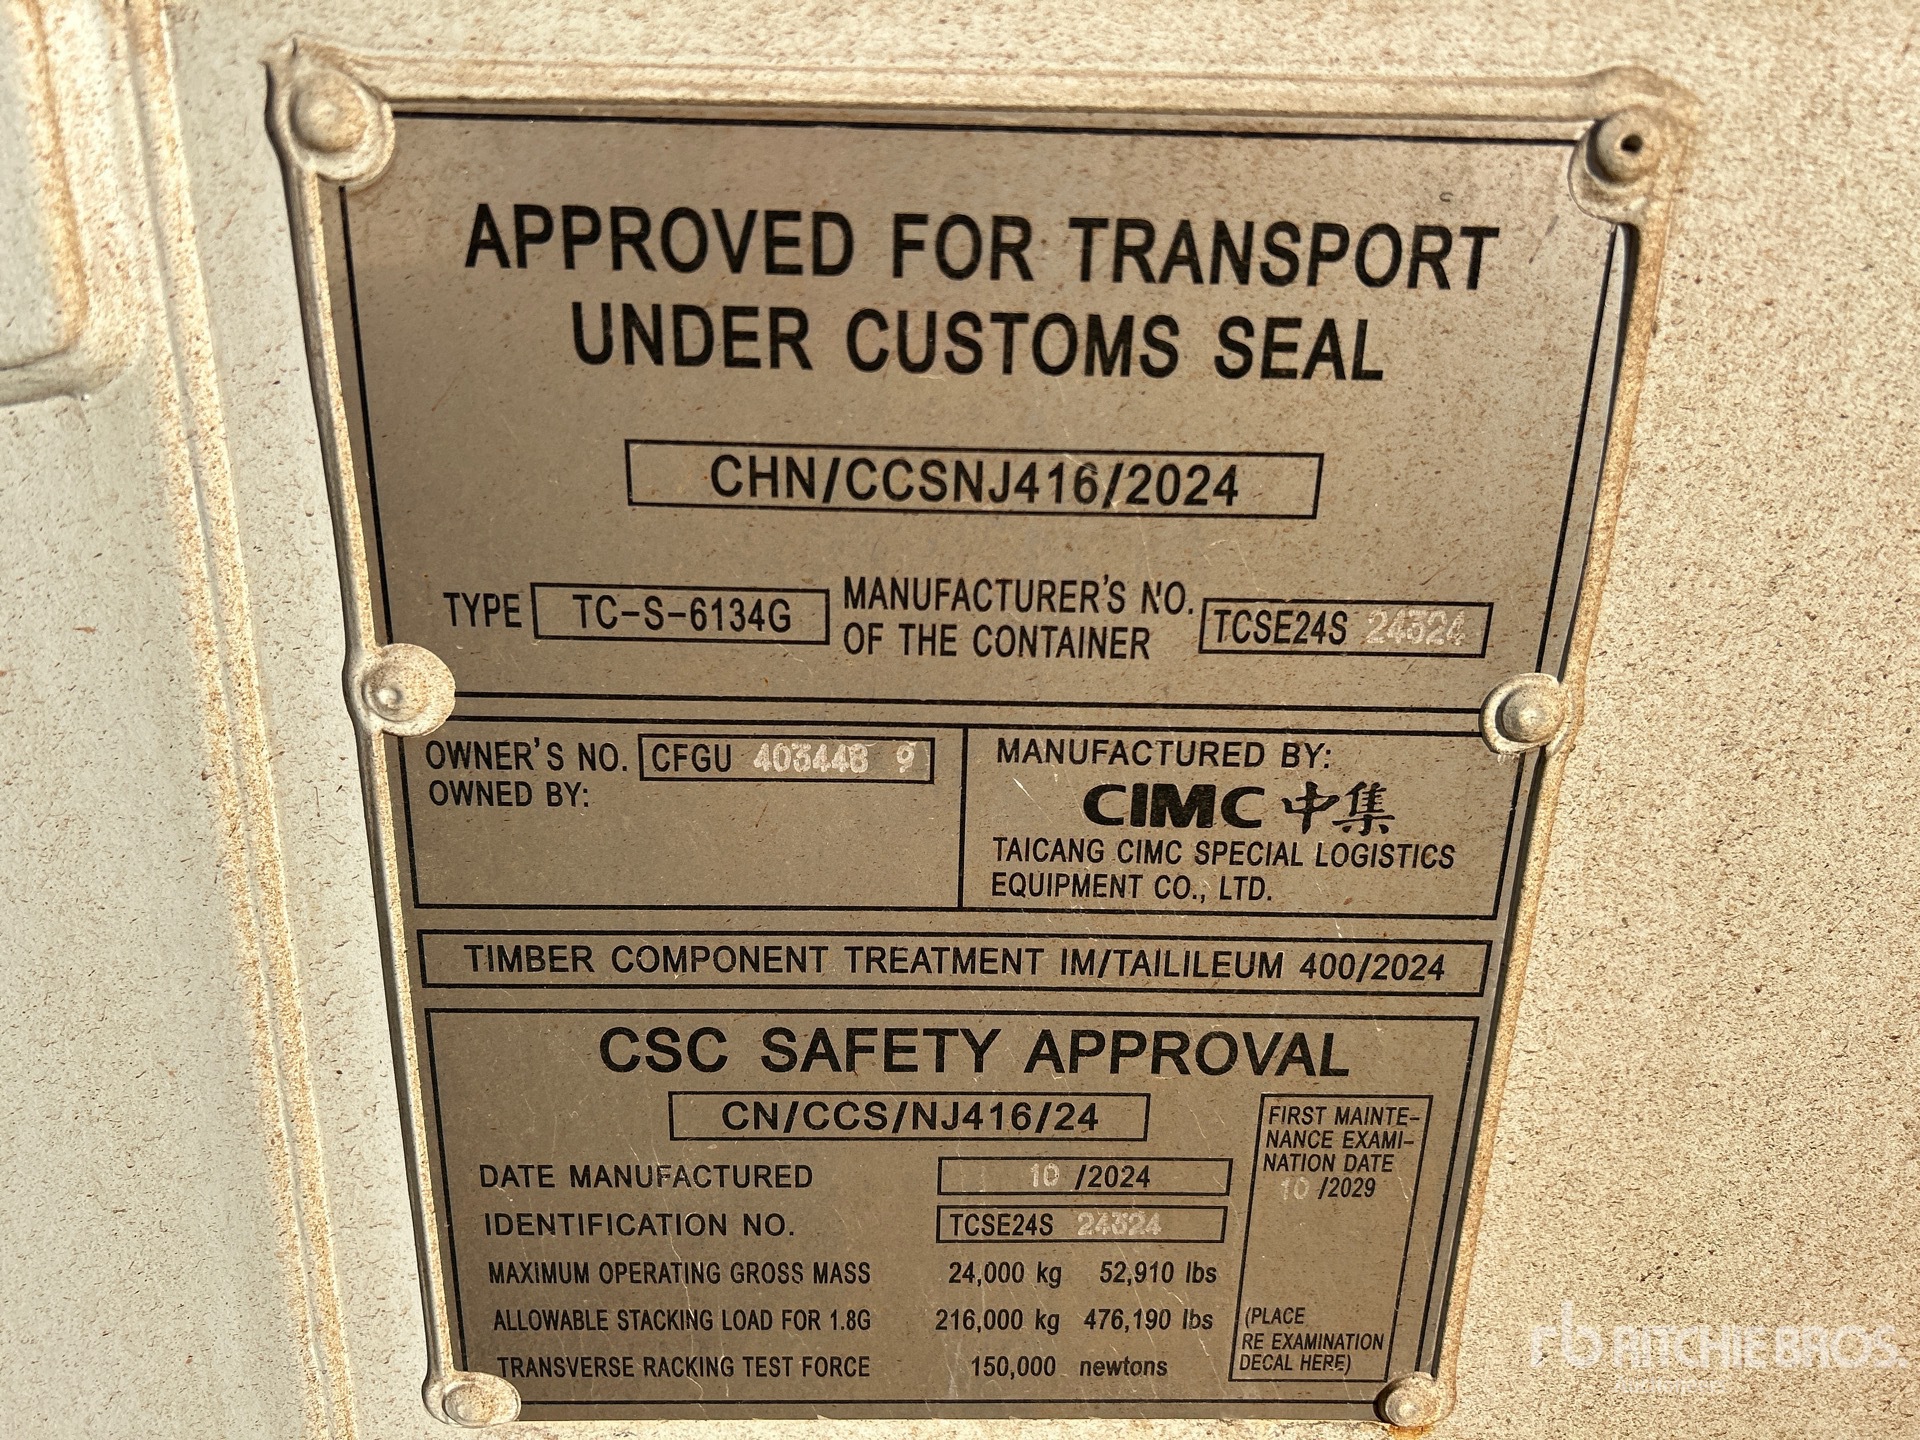 APPROVED FOR TRANSPORT
UNDER CUSTOMS SEAL
CHN/CCSNJ416/2024
TYPE TC-S-6134G MANUFACTURER'S NO. OF THE CONTAINER TCSE24S 24324
OWNER'S NO. CFGU 403448 9
OWNED BY:
MANUFACTURED BY:
CIMC 中集
TAICANG CIMC SPECIAL LOGISTICS
EQUIPMENT CO., LTD.
TIMBER COMPONENT TREATMENT IM/TAILILEUM 400/2024
CSC SAFETY APPROVAL
CN/CCS/NJ416/24
DATE MANUFACTURED 10 /2024
IDENTIFICATION NO. TCSE24S 24324
MAXIMUM OPERATING GROSS MASS 24,000 kg 52,910 lbs
ALLOWABLE STACKING LOAD FOR 1.8G 216,000 kg 476,190 lbs
TRANSVERSE RACKING TEST FORCE 150,000 newtons
FIRST MAINTE-
NANCE EXAMI-
NATION DATE
10 /2029
(PLACE
RE EXAMINATION
DECAL HERE)
rb RITCHIE BROS.
Auctioneers